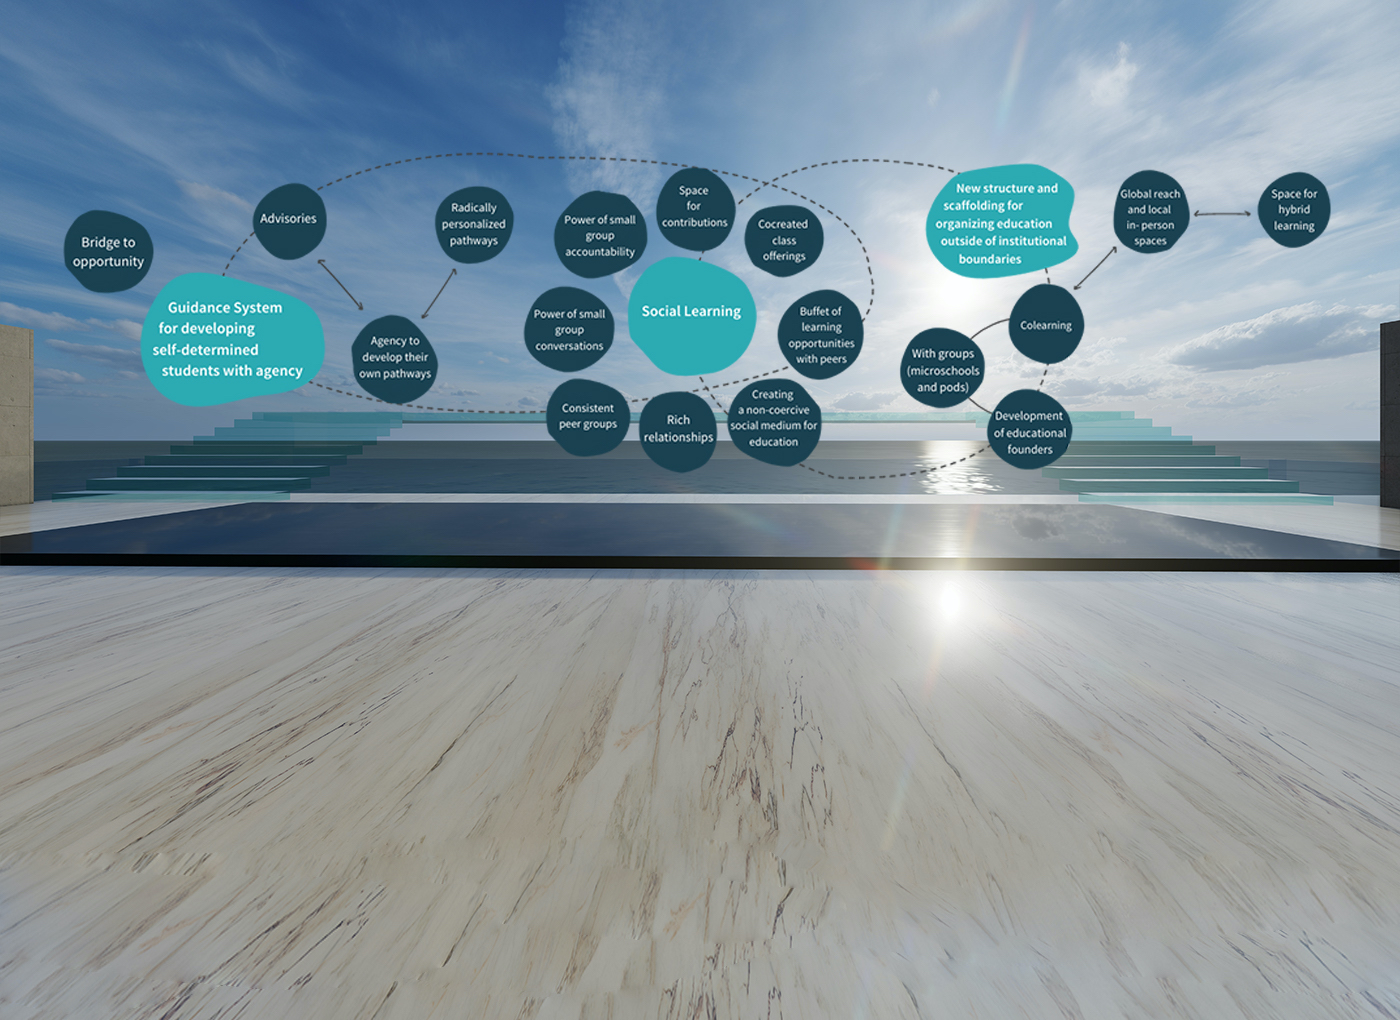 Bridge to
opportunity
Guidance System
for developing
self-determined
students with agency
Advisories
Agency to
develop their
own pathways
Radically
personalized
pathways
Power of small
group
accountability
Space
for
contributions
Cocreated
class
offerings
Social Learning
Power of small
group
conversations
Buffet of
learning
opportunities
with peers
Consistent
peer groups
Rich
relationships
Creating
a non-coercive
social medium for
education
New structure and
scaffolding for
organizing education
outside of institutional
boundaries
Colearning
With groups
(microschools
and pods)
Development
of educational
founders
Global reach
and local
in- person
spaces
Space for
hybrid
learning